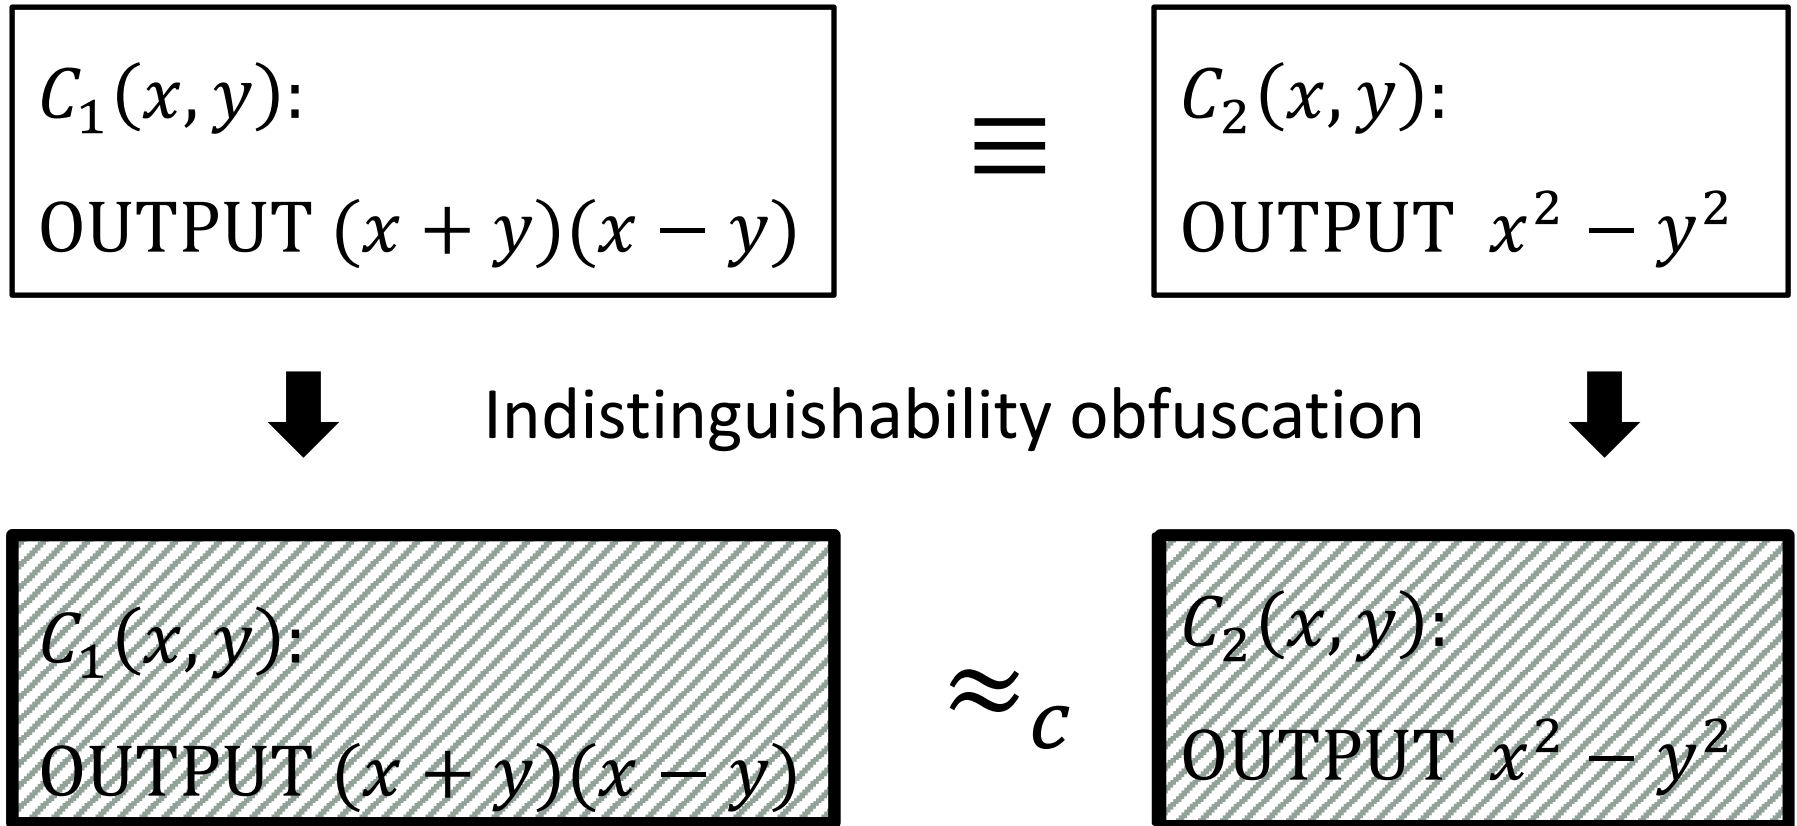 C₁(x, y):
OUTPUT (x + y)(x − y)
≡
C₂(x, y):
OUTPUT x² − y²
Indistinguishability obfuscation
C₁(x, y):
OUTPUT (x + y)(x − y)
≈c
C₂(x, y):
OUTPUT x² − y²